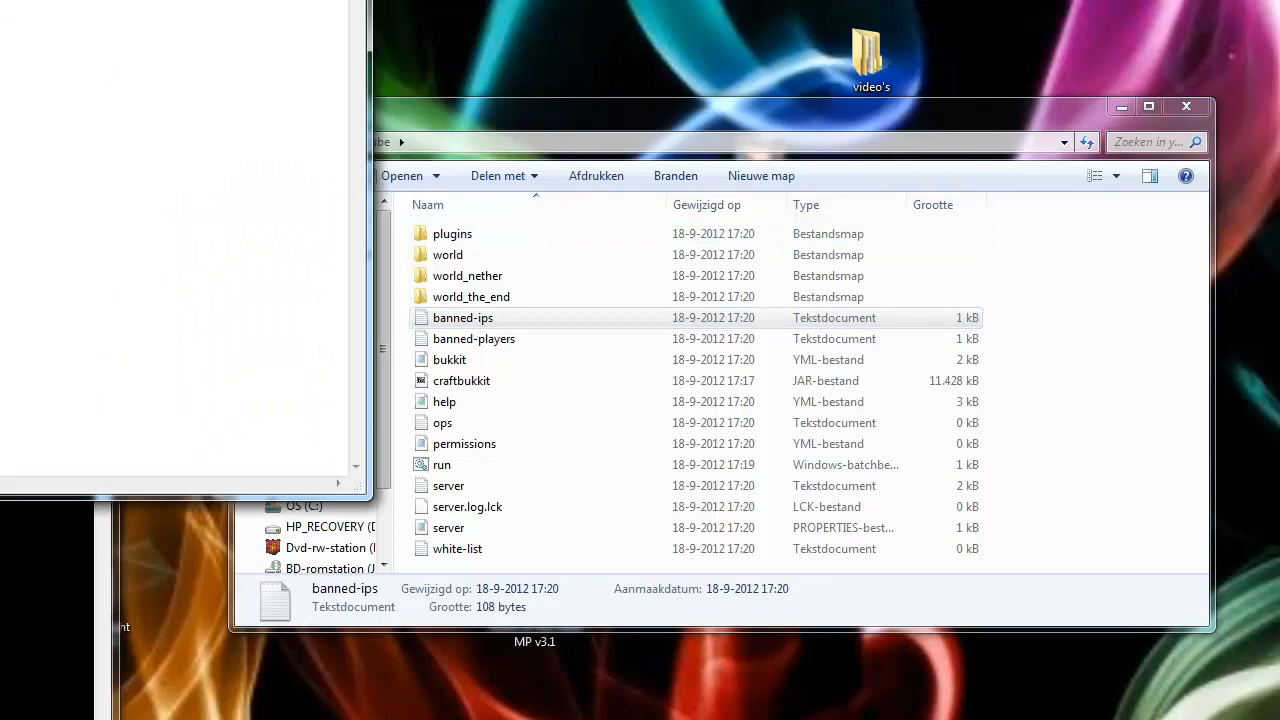 video's
be
Zoeken in y...
Openen
Delen met
Afdrukken
Branden
Nieuwe map
Naam Gewijzigd op Type Grootte
plugins 18-9-2012 17:20 Bestandsmap
world 18-9-2012 17:20 Bestandsmap
world_nether 18-9-2012 17:20 Bestandsmap
world_the_end 18-9-2012 17:20 Bestandsmap
banned-ips 18-9-2012 17:20 Tekstdocument 1 kB
banned-players 18-9-2012 17:20 Tekstdocument 1 kB
bukkit 18-9-2012 17:20 YML-bestand 2 kB
craftbukkit 18-9-2012 17:17 JAR-bestand 11.428 kB
help 18-9-2012 17:20 YML-bestand 3 kB
ops 18-9-2012 17:20 Tekstdocument 0 kB
permissions 18-9-2012 17:20 YML-bestand 0 kB
run 18-9-2012 17:19 Windows-batchbe... 1 kB
server 18-9-2012 17:20 Tekstdocument 2 kB
server.log.lck 18-9-2012 17:20 LCK-bestand 0 kB
server 18-9-2012 17:20 PROPERTIES-best... 1 kB
white-list 18-9-2012 17:20 Tekstdocument 0 kB
OS (C:)
HP_RECOVERY (D
Dvd-rw-station (
BD-romstation (J
banned-ips Gewijzigd op: 18-9-2012 17:20 Aanmaakdatum: 18-9-2012 17:20
Tekstdocument Grootte: 108 bytes
nt
MP v3.1